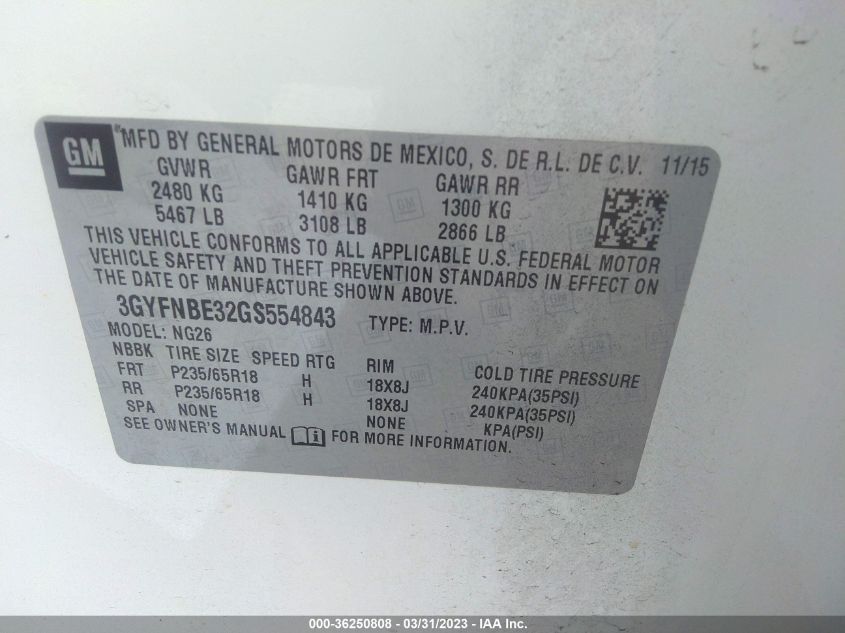 GM
MFD BY GENERAL MOTORS DE MEXICO, S. DE R.L. DE C.V. 11/15
GVWR GAWR FRT GAWR RR
2480 KG 1410 KG 1300 KG
5467 LB 3108 LB 2866 LB
THIS VEHICLE CONFORMS TO ALL APPLICABLE U.S. FEDERAL MOTOR
VEHICLE SAFETY AND THEFT PREVENTION STANDARDS IN EFFECT ON
THE DATE OF MANUFACTURE SHOWN ABOVE.
3GYFNBE32GS554843 TYPE: M.P.V.
MODEL: NG26
NBBK TIRE SIZE SPEED RTG RIM COLD TIRE PRESSURE
FRT P235/65R18 H 18X8J 240KPA(35PSI)
RR P235/65R18 H 18X8J 240KPA(35PSI)
SPA NONE NONE KPA(PSI)
SEE OWNER'S MANUAL FOR MORE INFORMATION.
000-36250808 - 03/31/2023 - IAA Inc.